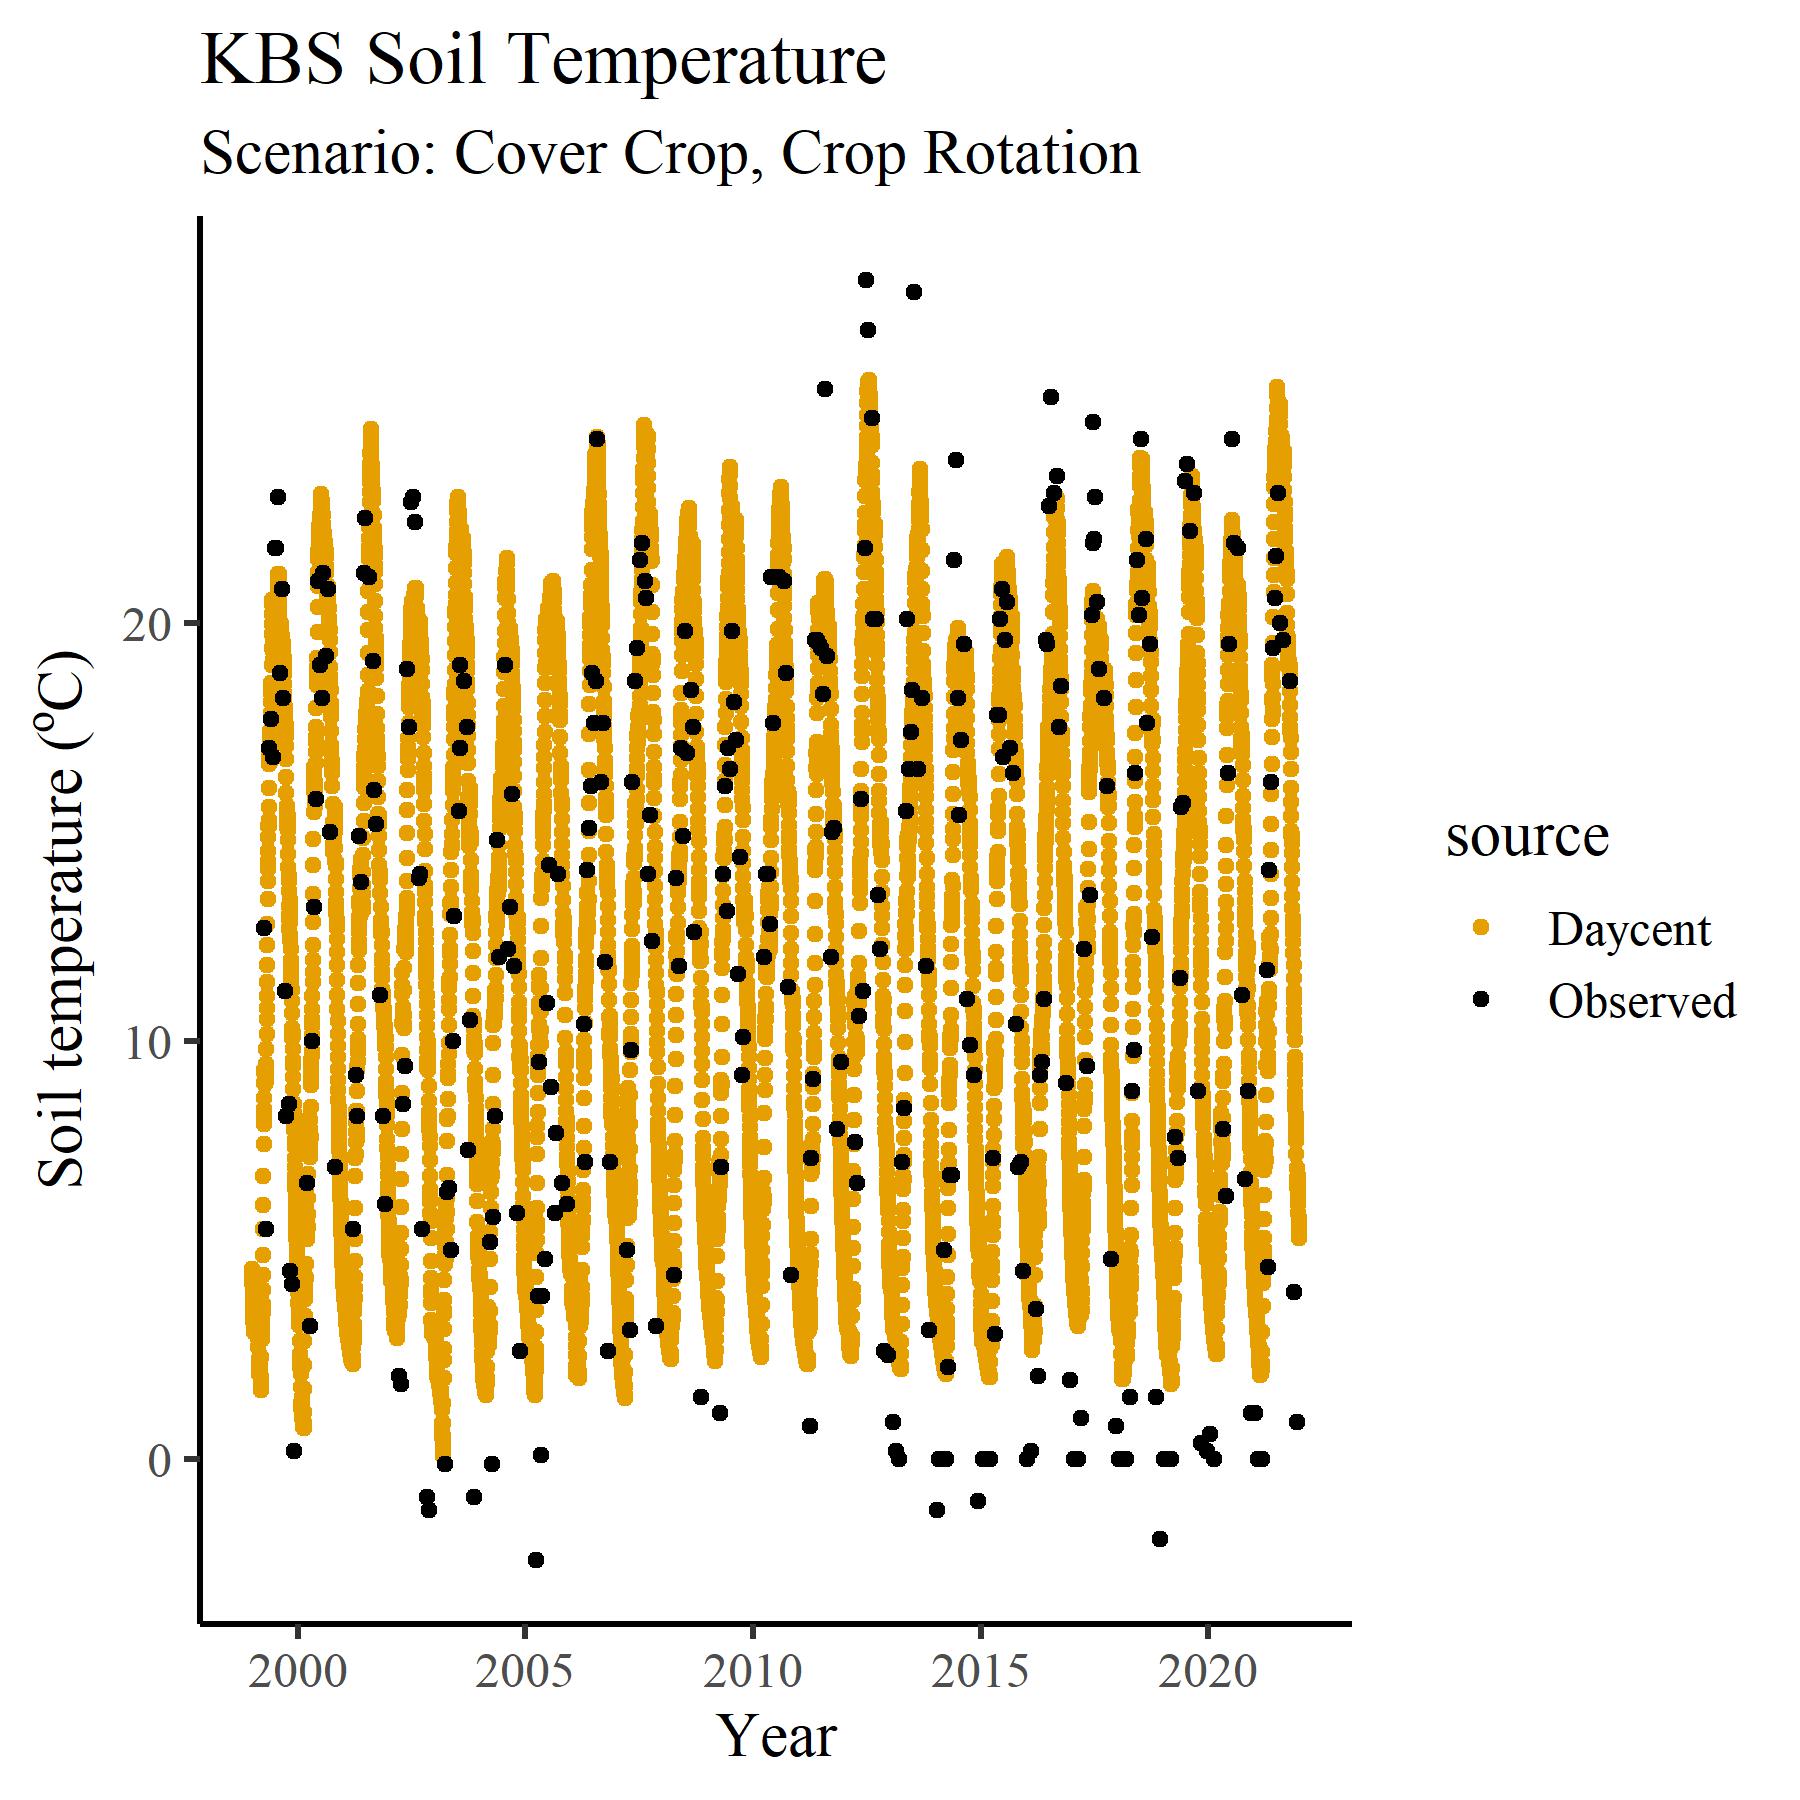 KBS Soil Temperature
Scenario: Cover Crop, Crop Rotation
Soil temperature (ºC)
20
10
0
2000 2005 2010 2015 2020
Year
source
Daycent
Observed